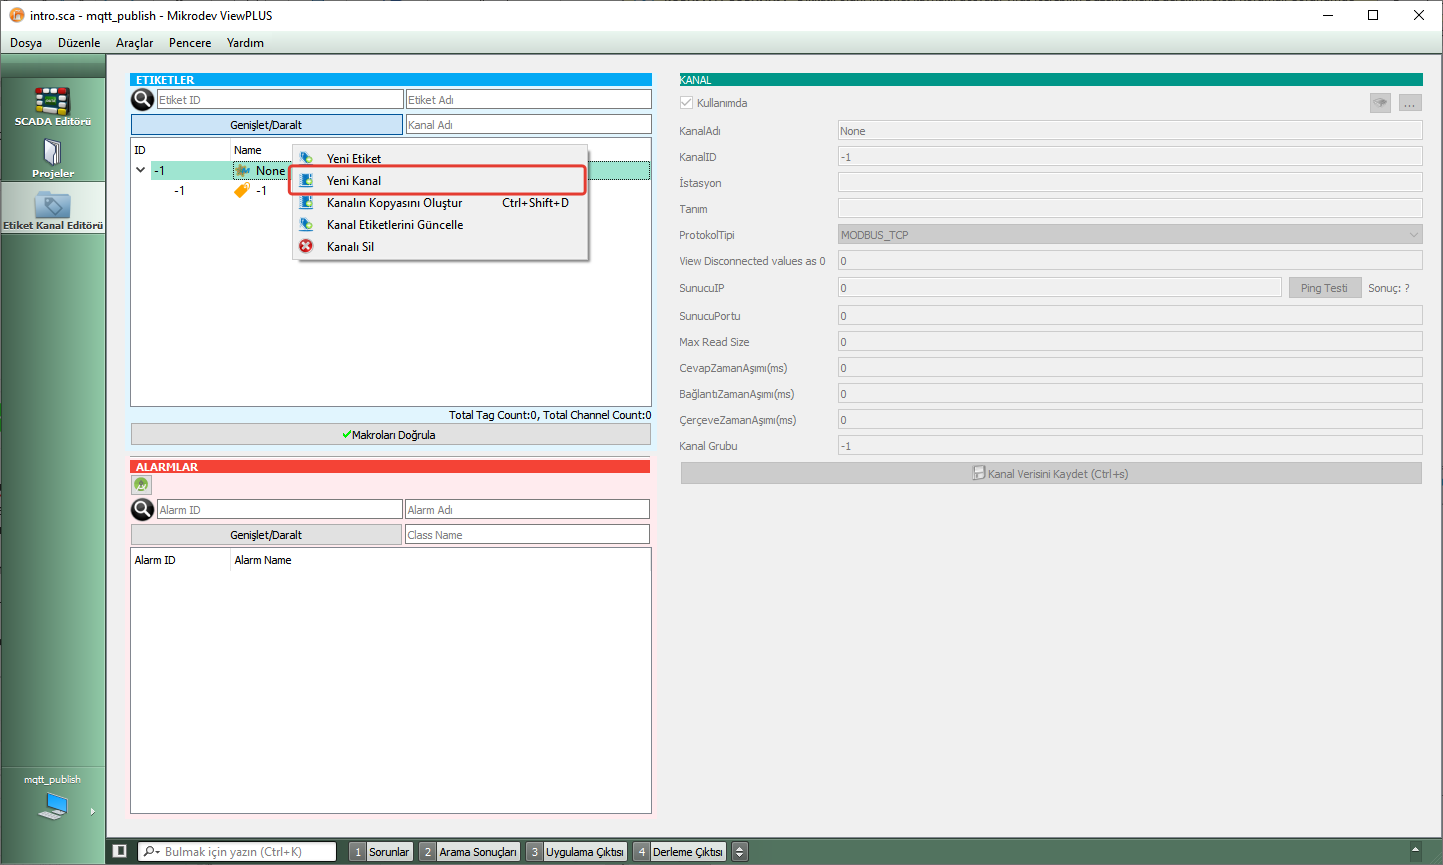 intro.sca - mqtt_publish - Mikrodev ViewPLUS
Dosya Düzenle Araçlar Pencere Yardım
SCADA Editörü
Projeler
Etiket Kanal Editörü
mqtt_publish
ETIKETLER
Etiket ID Etiket Adı
Genişlet/Daralt Kanal Adı
ID Name
-1 None
-1 -1
Yeni Etiket
Yeni Kanal
Kanalın Kopyasını Oluştur Ctrl+Shift+D
Kanal Etiketlerini Güncelle
Kanalı Sil
Total Tag Count:0, Total Channel Count:0
Makroları Doğrula
ALARMLAR
Alarm ID Alarm Adı
Genişlet/Daralt Class Name
Alarm ID Alarm Name
KANAL
Kullanımda ...
KanalAdı None
KanalID -1
İstasyon
Tanım
ProtokolTipi MODBUS_TCP
View Disconnected values as 0 0
SunucuIP 0 Ping Testi Sonuç: ?
SunucuPortu 0
Max Read Size 0
CevapZamanAşımı(ms) 0
BağlantıZamanAşımı(ms) 0
ÇerçeveZamanAşımı(ms) 0
Kanal Grubu -1
Kanal Verisini Kaydet (Ctrl+s)
Bulmak için yazın (Ctrl+K) 1 Sorunlar 2 Arama Sonuçları 3 Uygulama Çıktısı 4 Derleme Çıktısı